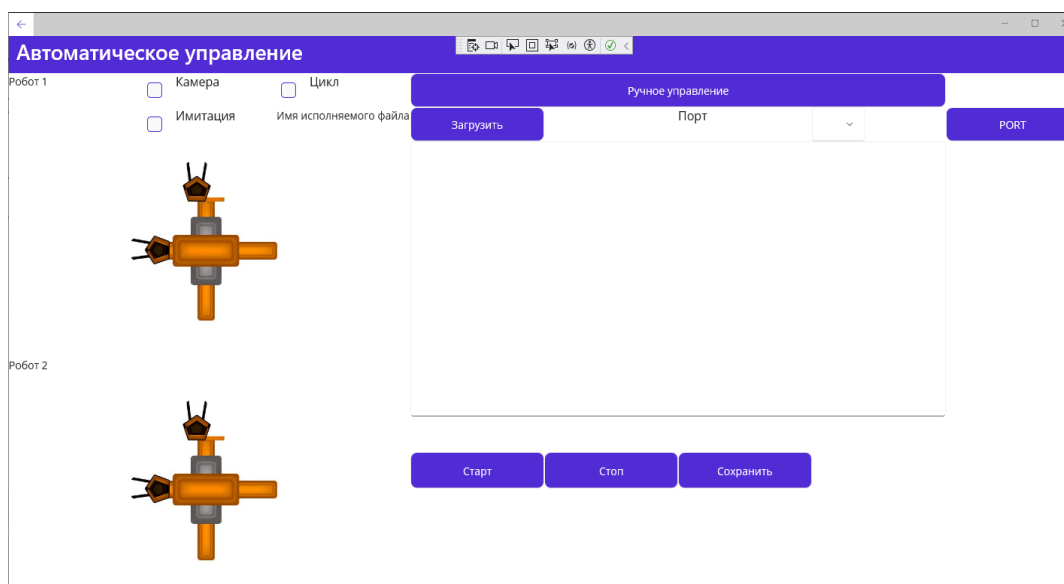 Автоматическое управление
Робот 1
Камера
Цикл
Ручное управление
Имитация
Имя исполняемого файла
Загрузить
Порт
PORT
Робот 2
Старт
Стоп
Сохранить